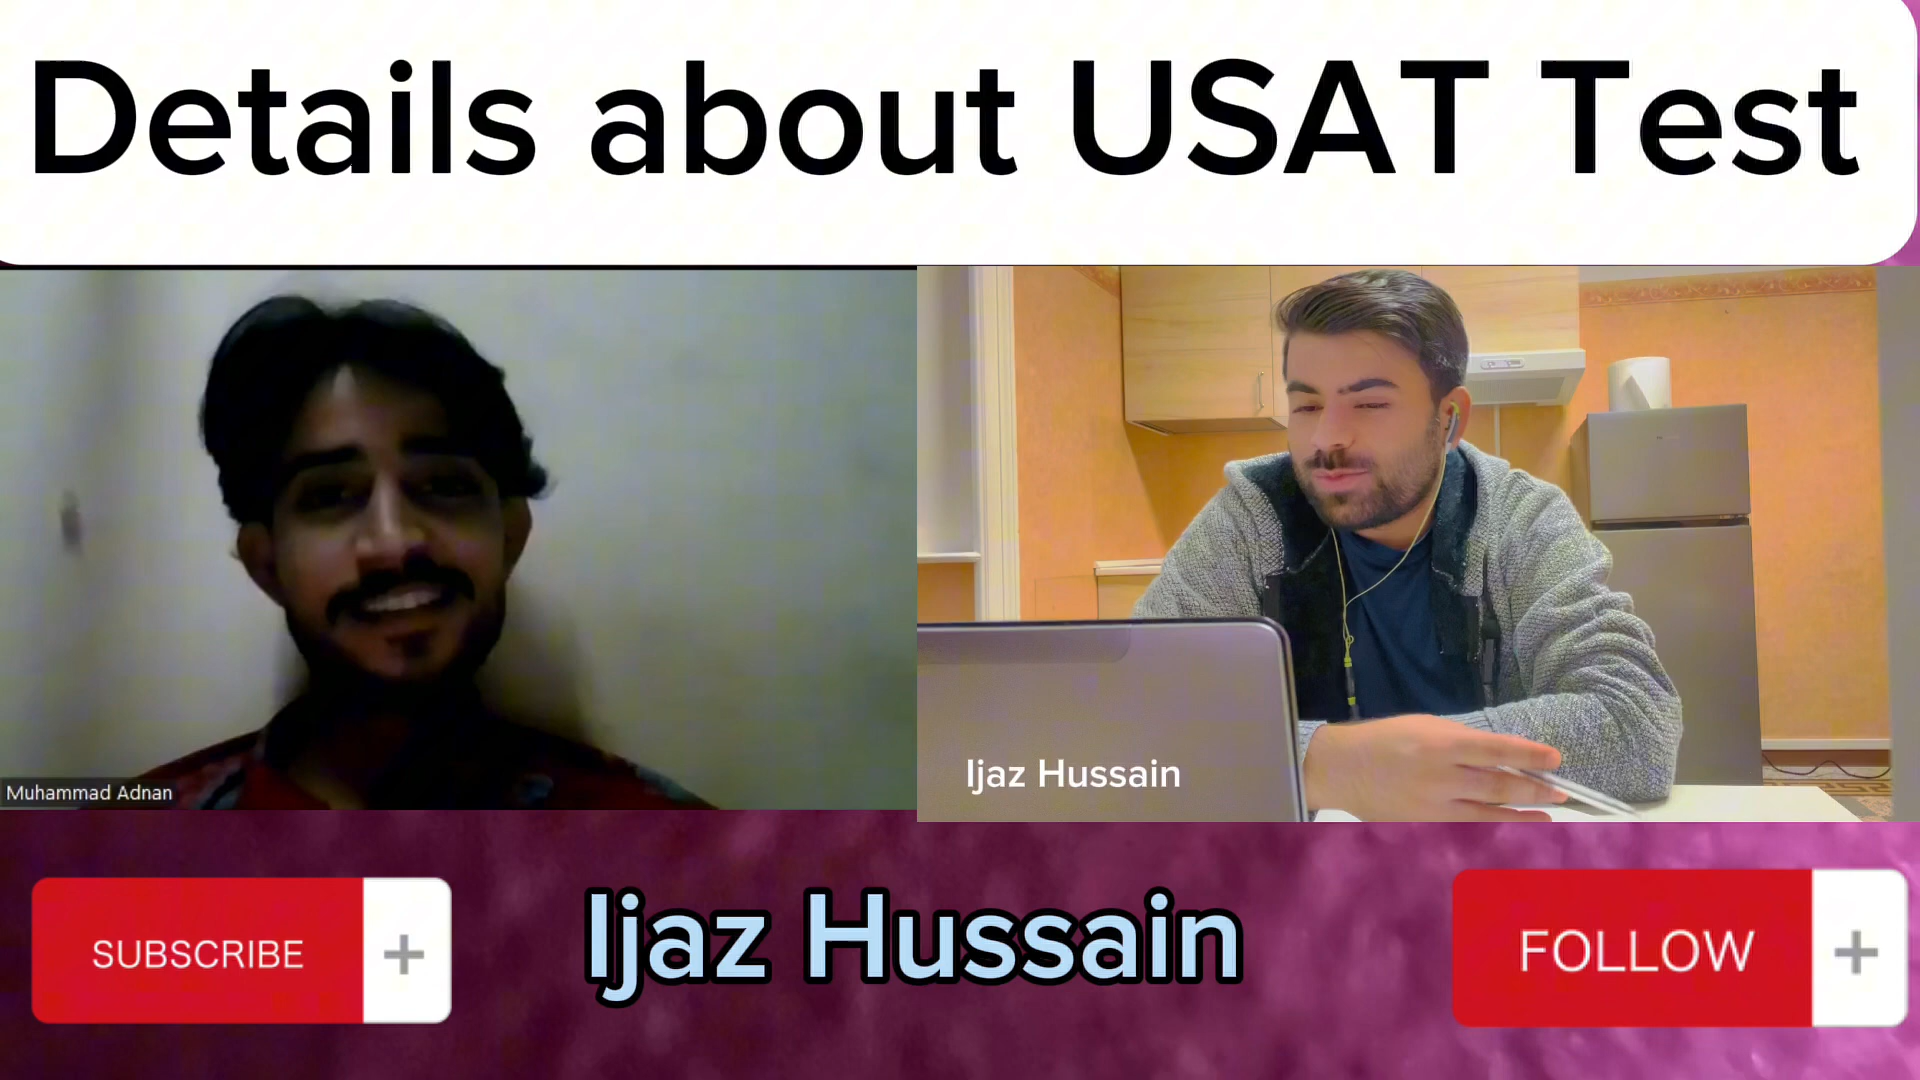 Details about USAT Test
Muhammad Adnan
Ijaz Hussain
SUBSCRIBE +
Ijaz Hussain
FOLLOW +